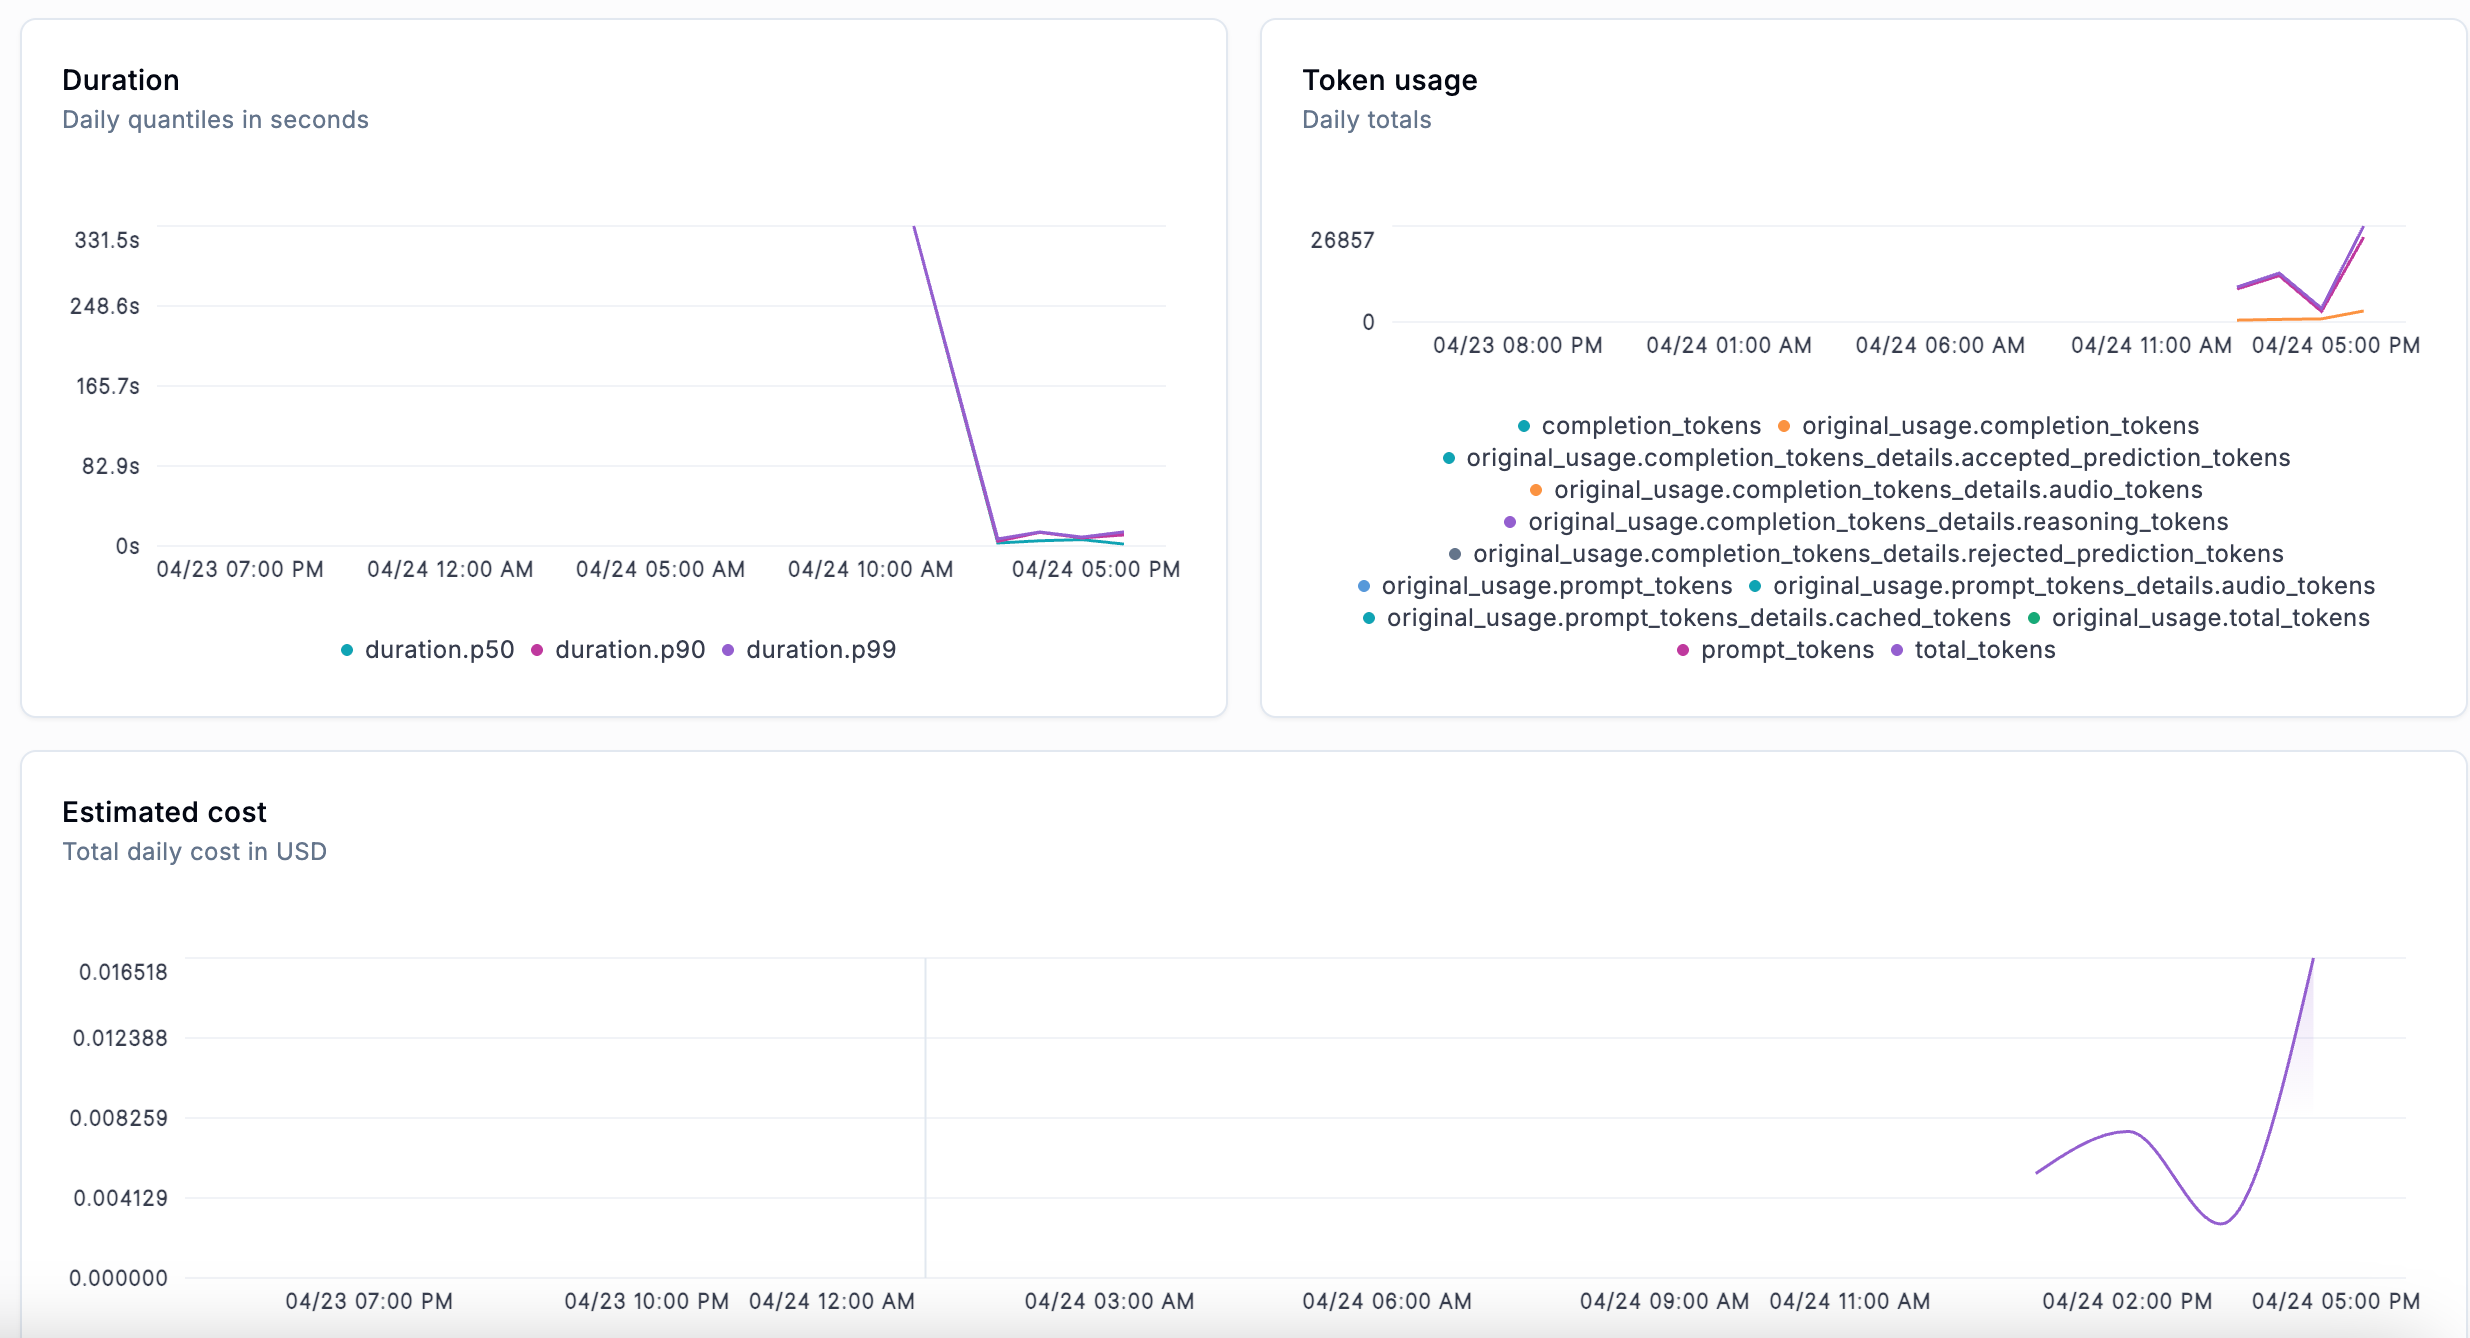 Duration
Daily quantiles in seconds
331.5s
248.6s
165.7s
82.9s
0s
04/23 07:00 PM 04/24 12:00 AM 04/24 05:00 AM 04/24 10:00 AM 04/24 05:00 PM
duration.p50 duration.p90 duration.p99
Token usage
Daily totals
26857
0
04/23 08:00 PM 04/24 01:00 AM 04/24 06:00 AM 04/24 11:00 AM 04/24 05:00 PM
completion_tokens original_usage.completion_tokens
original_usage.completion_tokens_details.accepted_prediction_tokens
original_usage.completion_tokens_details.audio_tokens
original_usage.completion_tokens_details.reasoning_tokens
original_usage.completion_tokens_details.rejected_prediction_tokens
original_usage.prompt_tokens original_usage.prompt_tokens_details.audio_tokens
original_usage.prompt_tokens_details.cached_tokens original_usage.total_tokens
prompt_tokens total_tokens
Estimated cost
Total daily cost in USD
0.016518
0.012388
0.008259
0.004129
0.000000
04/23 07:00 PM 04/23 10:00 PM 04/24 12:00 AM 04/24 03:00 AM 04/24 06:00 AM 04/24 09:00 AM 04/24 11:00 AM 04/24 02:00 PM 04/24 05:00 PM